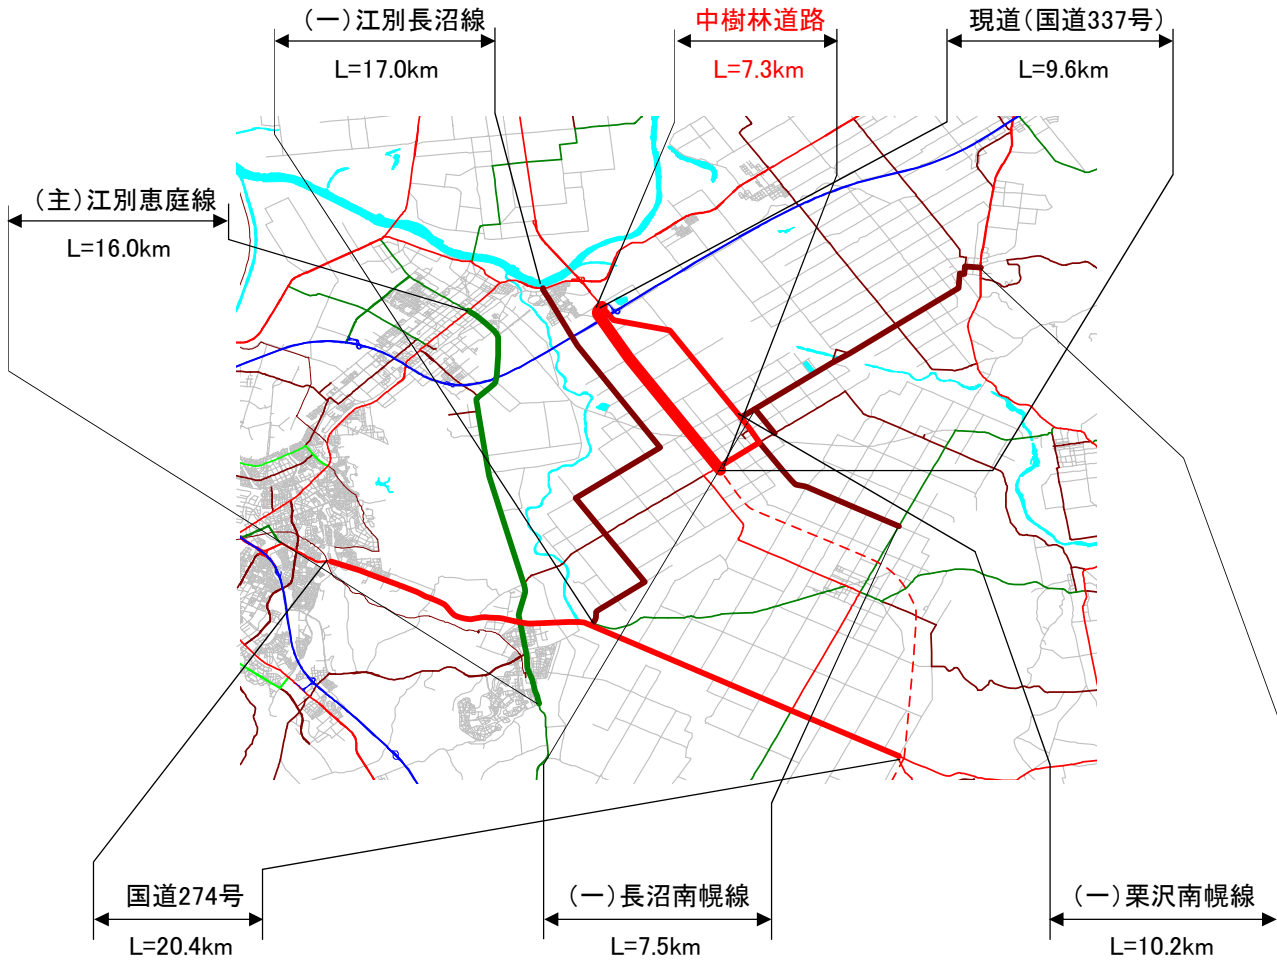 (一)江別長沼線
L=17.0km
中樹林道路
L=7.3km
現道(国道337号)
L=9.6km
(主)江別恵庭線
L=16.0km
国道274号
L=20.4km
(一)長沼南幌線
L=7.5km
(一)栗沢南幌線
L=10.2km